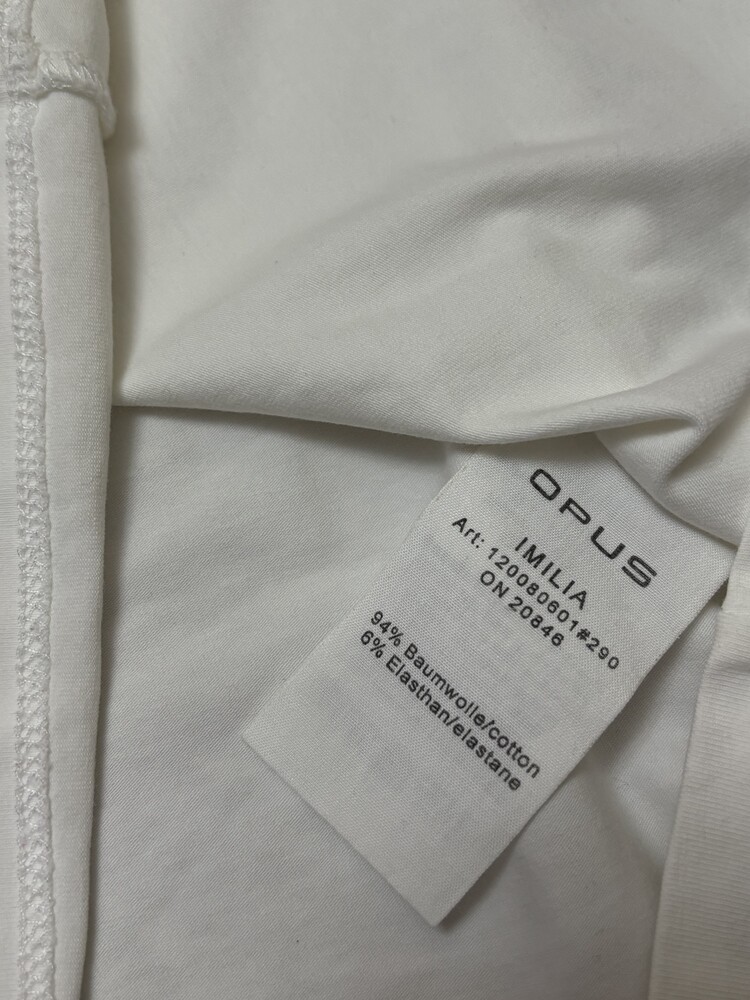 OPUS
IMILIA
Art: 120080601#290
ON 20846
94% Baumwolle/cotton
6% Elasthan/elastane